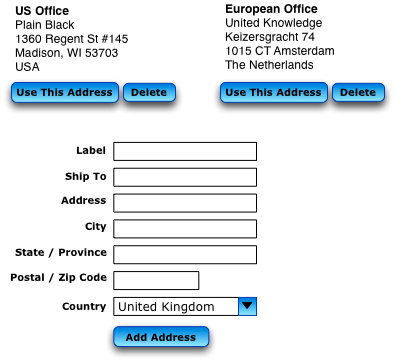 US Office
Plain Black
1360 Regent St #145
Madison, WI 53703
USA
Use This Address
Delete
European Office
United Knowledge
Keizersgracht 74
1015 CT Amsterdam
The Netherlands
Use This Address
Delete
Label
Ship To
Address
City
State / Province
Postal / Zip Code
Country
United Kingdom
Add Address